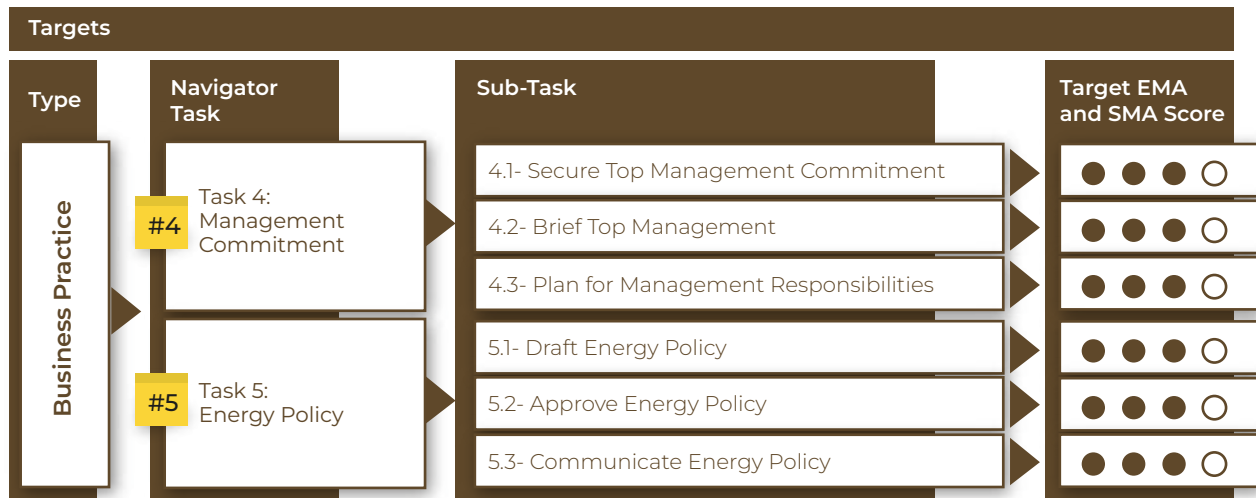 Targets
Type
Navigator
Task
Sub-Task
Target EMA
and SMA Score
Business Practice
#4
Task 4:
Management
Commitment
4.1- Secure Top Management Commitment
4.2- Brief Top Management
4.3- Plan for Management Responsibilities
#5
Task 5:
Energy Policy
5.1- Draft Energy Policy
5.2- Approve Energy Policy
5.3- Communicate Energy Policy